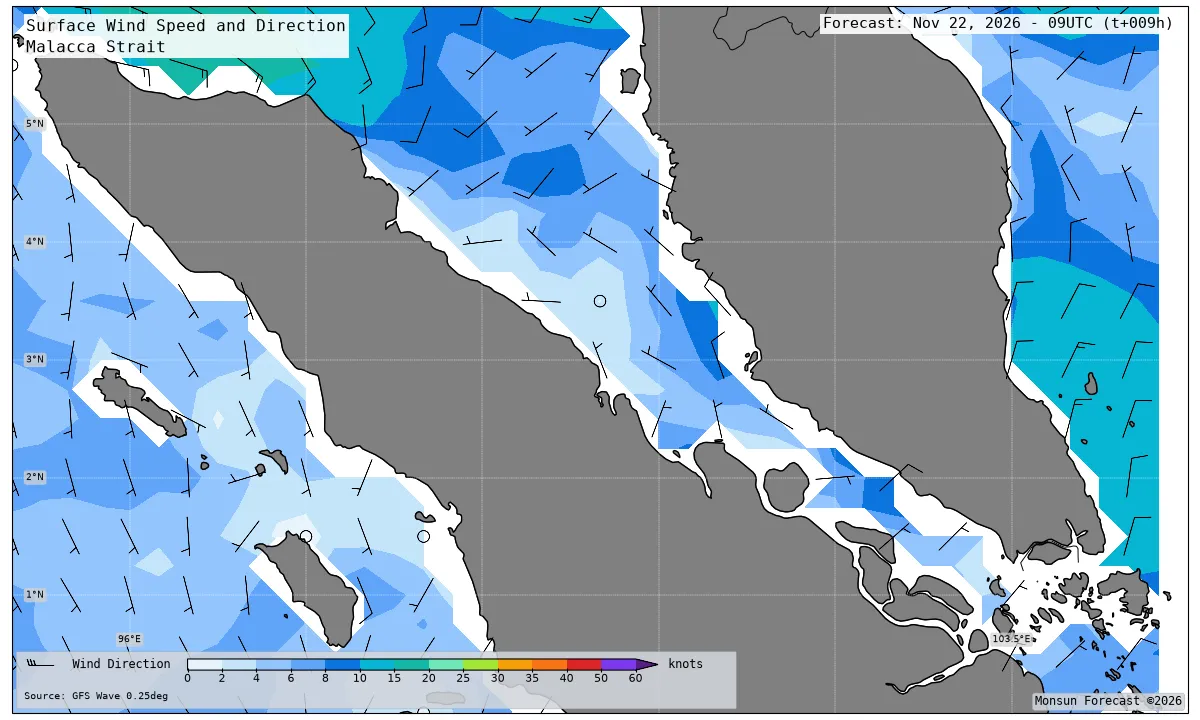 Surface Wind Speed and Direction
Malacca Strait
Forecast: Nov 22, 2026 - 09UTC (t+009h)
5°N
4°N
3°N
2°N
1°N
96°E
103.5°E
Wind Direction
knots
0 2 4 6 8 10 15 20 25 30 35 40 50 60
Source: GFS Wave 0.25deg
Monsun Forecast ©2026